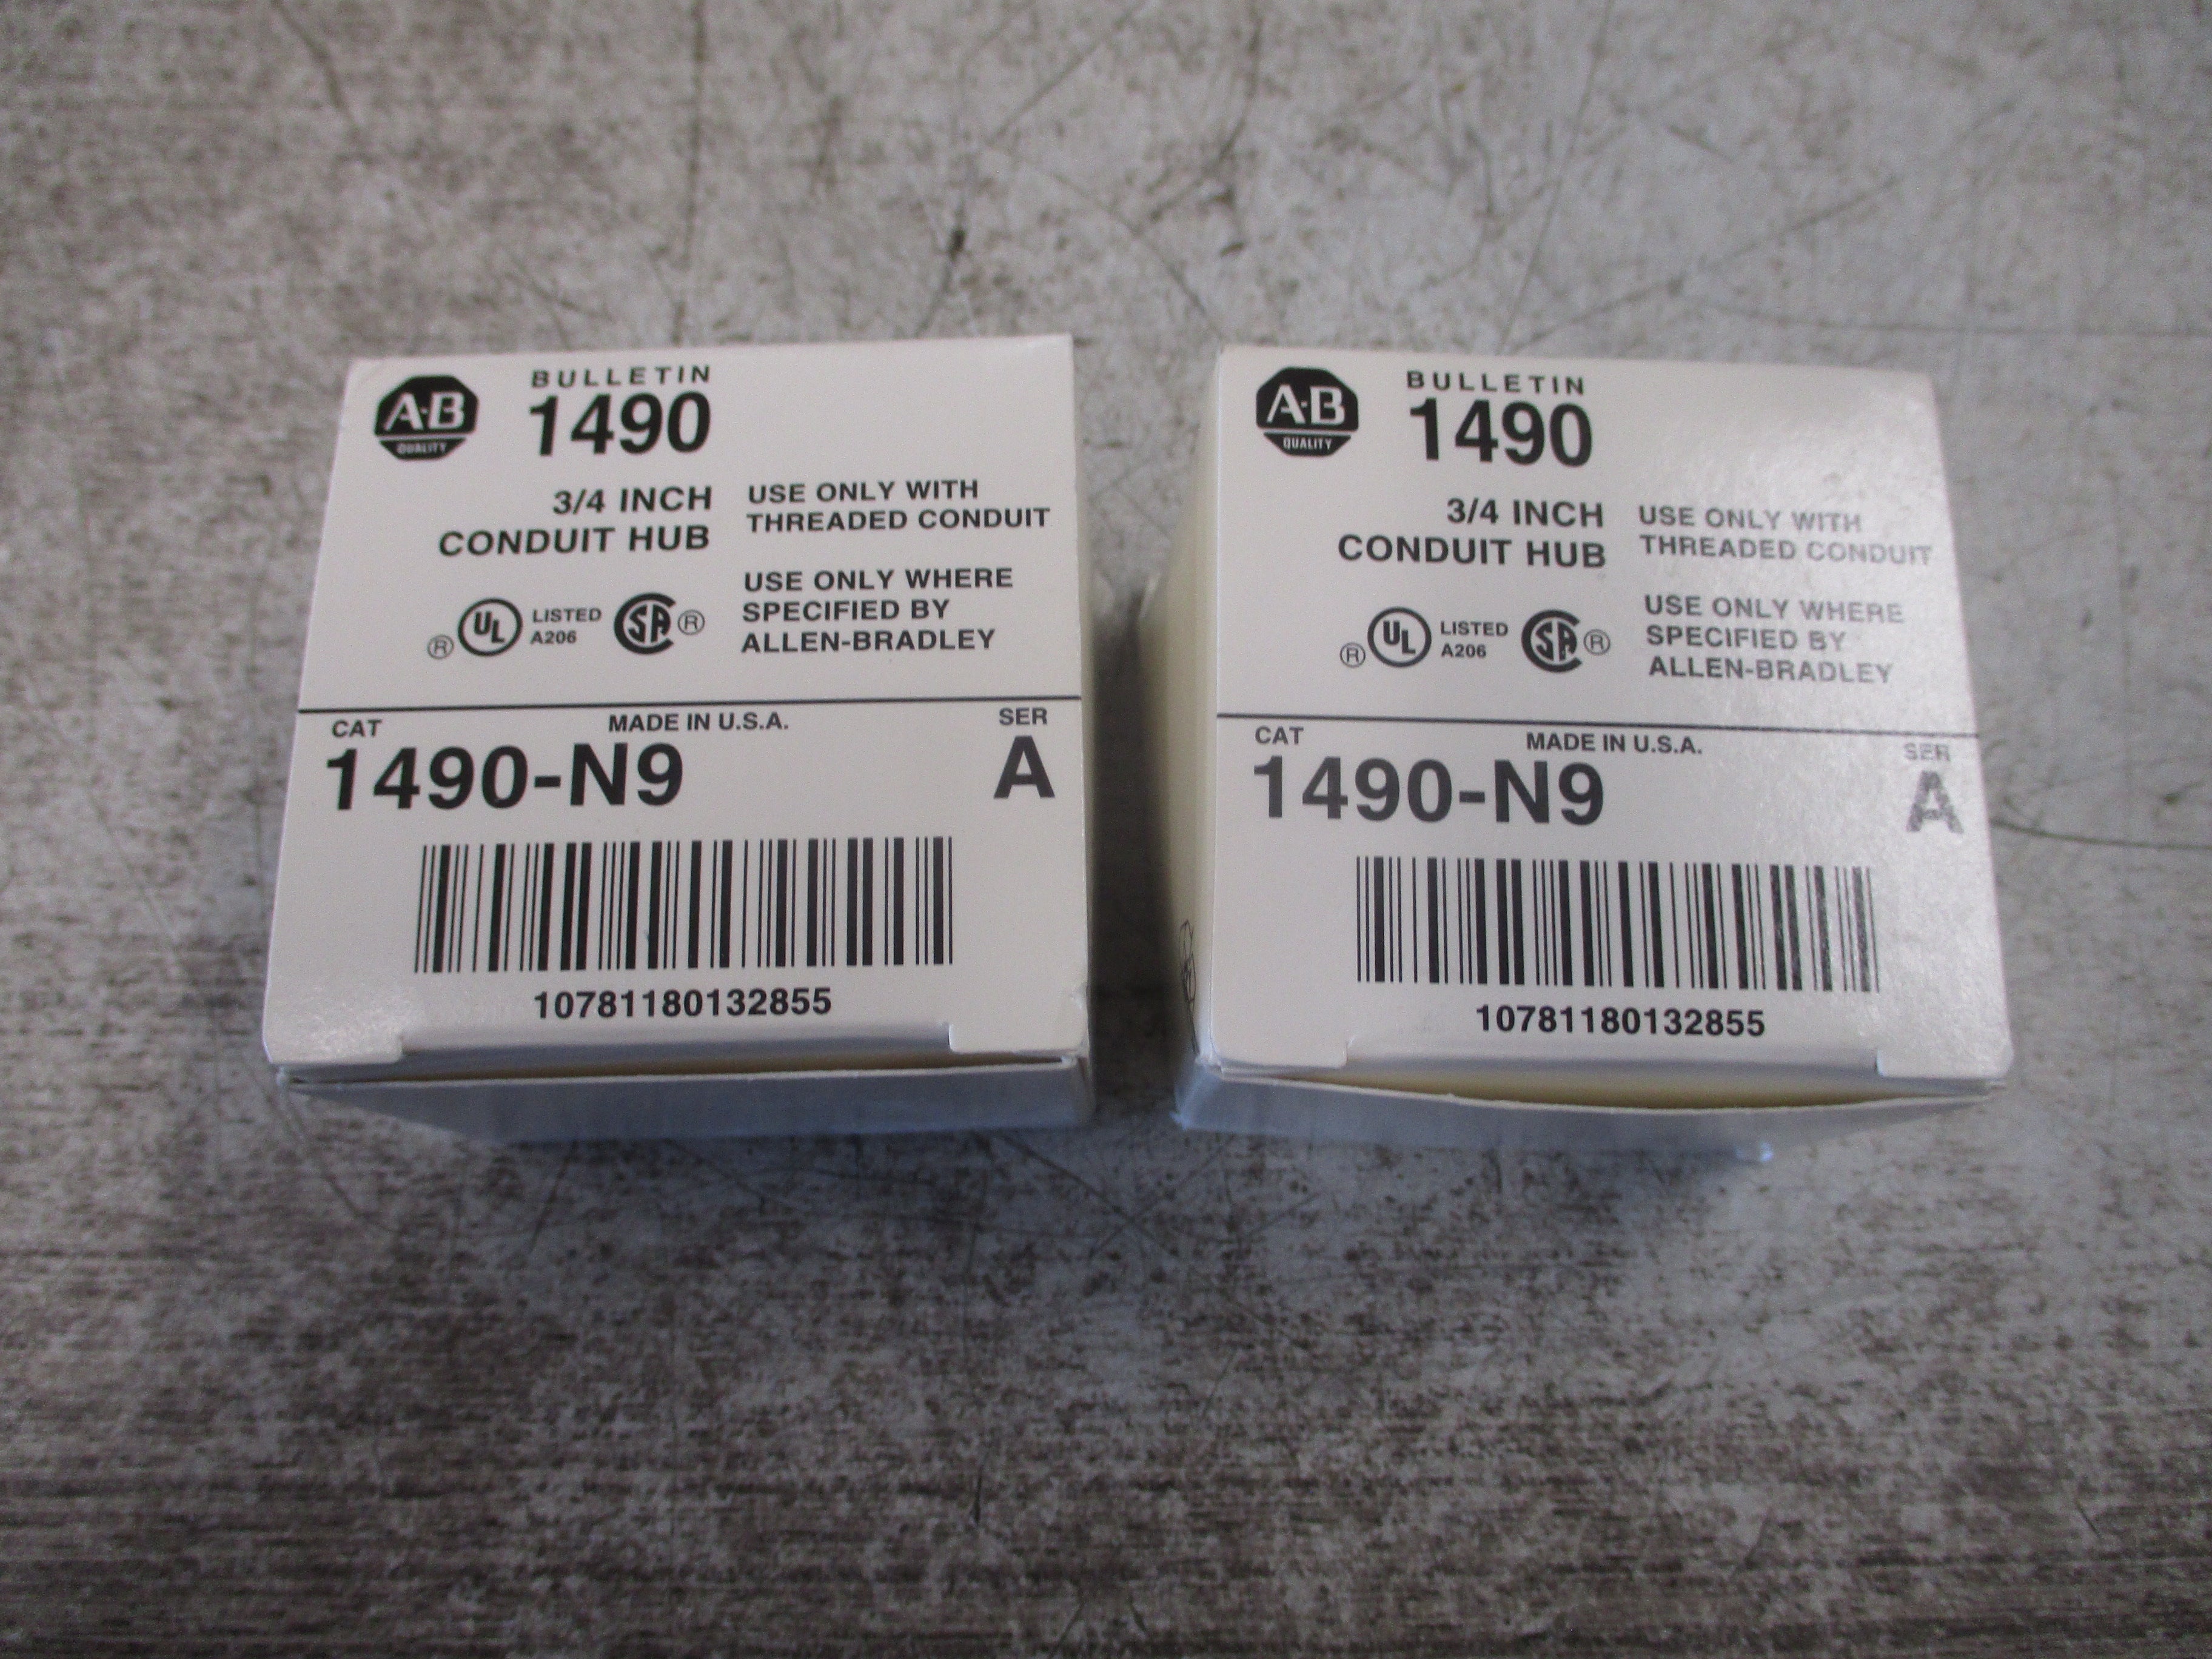 A-B
QUALITY
BULLETIN
1490
3/4 INCH
CONDUIT HUB
USE ONLY WITH
THREADED CONDUIT
® UL LISTED
A206
SA ®
USE ONLY WHERE
SPECIFIED BY
ALLEN-BRADLEY
CAT
MADE IN U.S.A.
SER
1490-N9
A
10781180132855
A-B
QUALITY
BULLETIN
1490
3/4 INCH
CONDUIT HUB
USE ONLY WITH
THREADED CONDUIT
® UL LISTED
A206
SA ®
USE ONLY WHERE
SPECIFIED BY
ALLEN-BRADLEY
CAT
MADE IN U.S.A.
SER
1490-N9
A
10781180132855